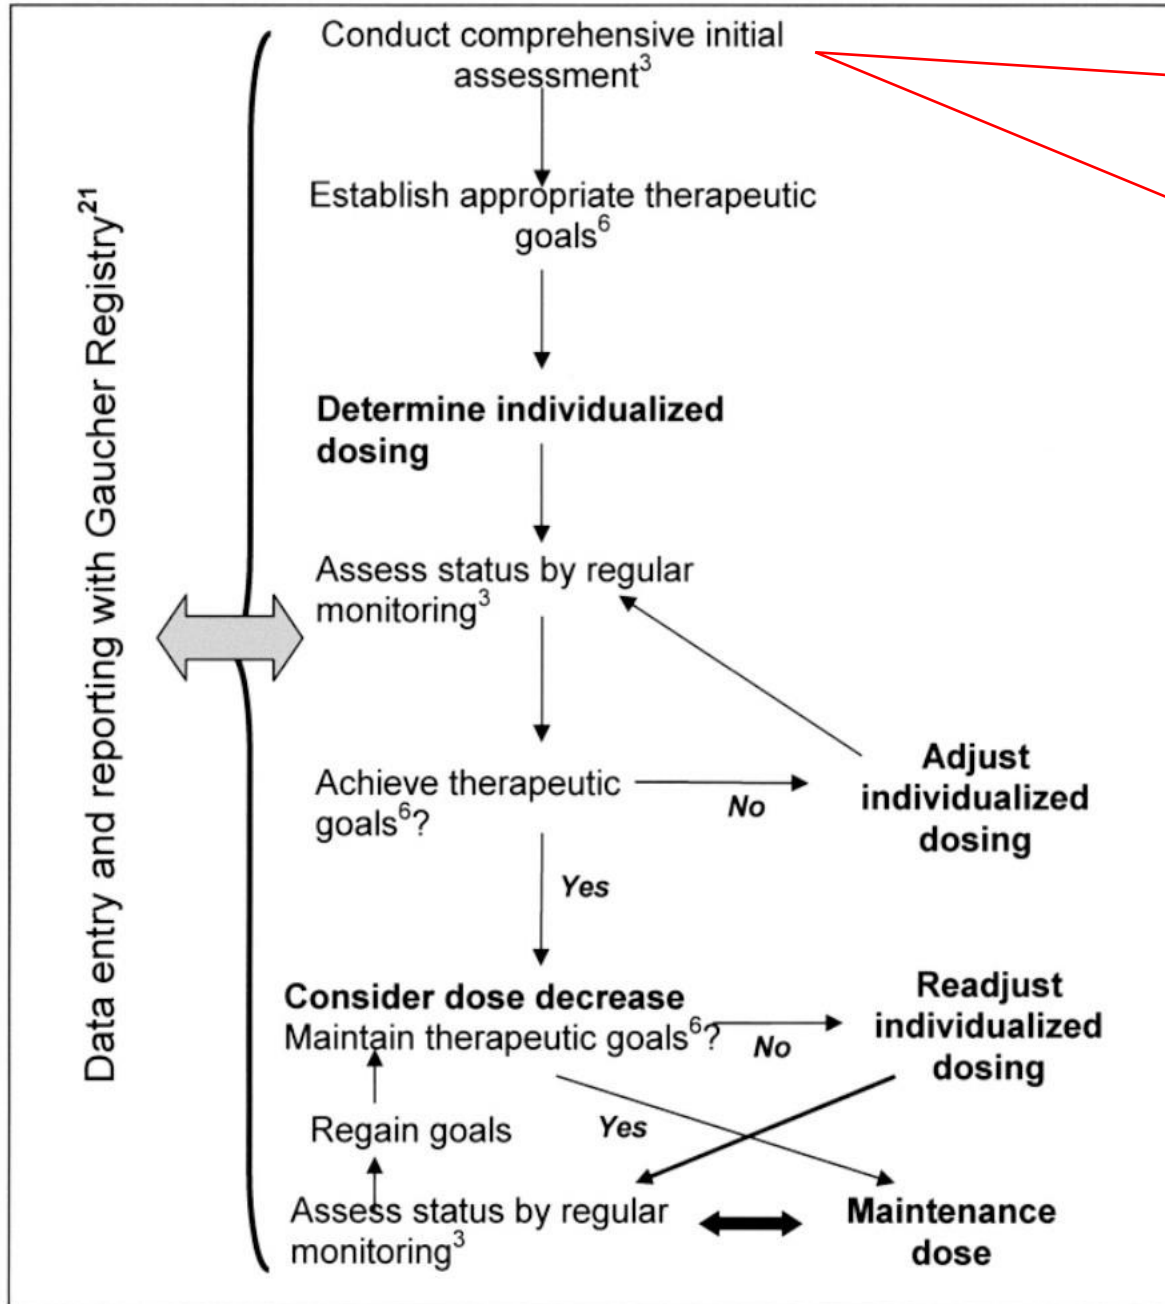 Data entry and reporting with Gaucher Registry²¹
Conduct comprehensive initial
assessment³
Establish appropriate therapeutic
goals⁶
Determine individualized
dosing
Assess status by regular
monitoring³
Achieve therapeutic
goals⁶?
No
Adjust
individualized
dosing
Yes
Consider dose decrease
Maintain therapeutic goals⁶?
No
Readjust
individualized
dosing
Regain goals
Yes
Assess status by regular
monitoring³
Maintenance
dose